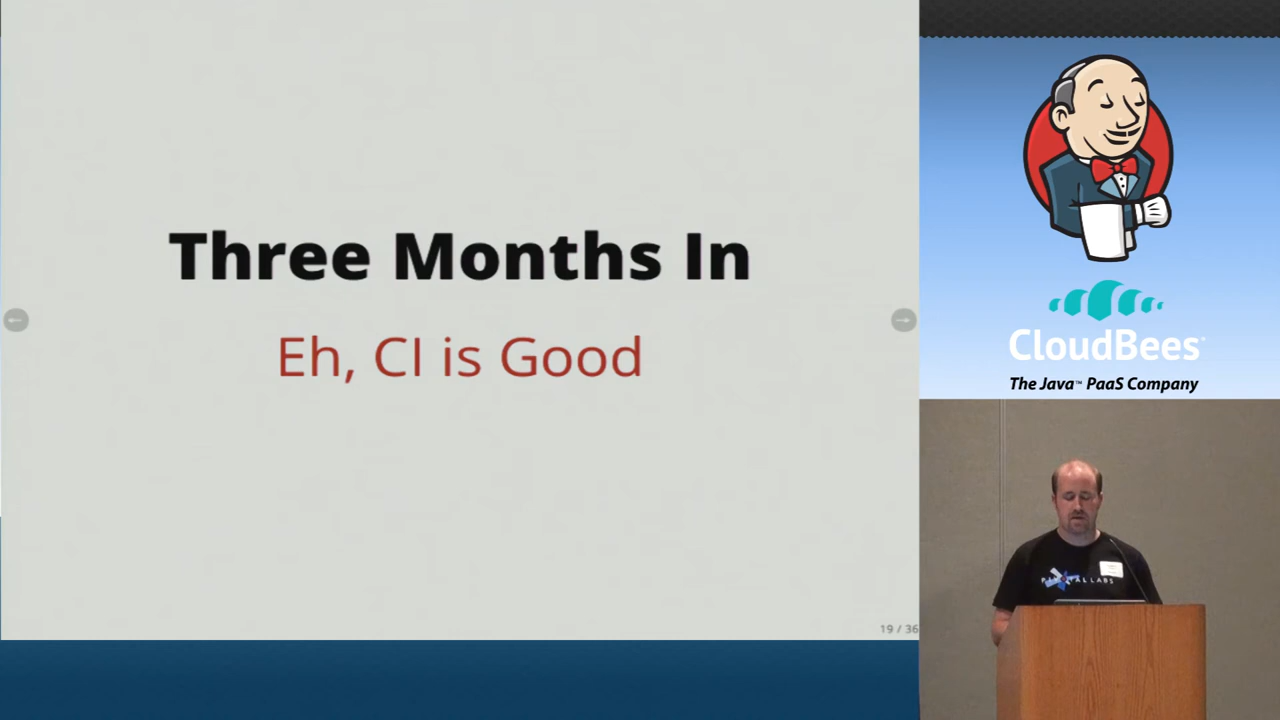 Three Months In
Eh, CI is Good
19 / 36
CloudBees
The Java™ PaaS Company